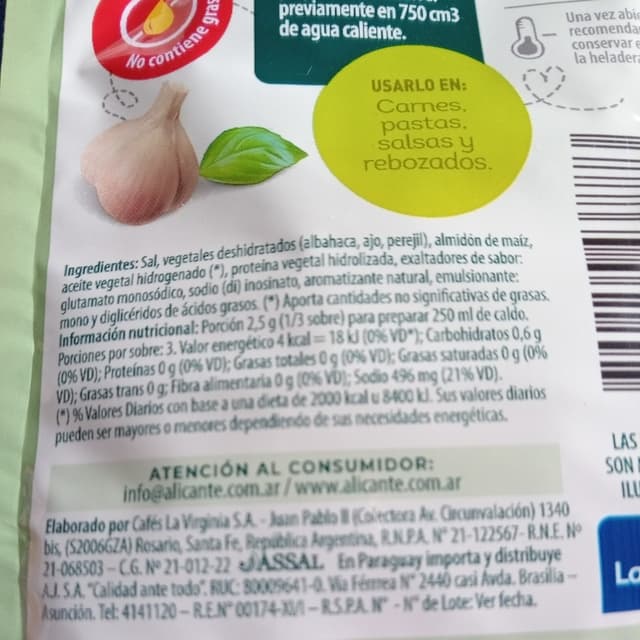 No contiene gras
previamente en 750 cm3
de agua caliente.
Una vez abi
recomenda
conservar e
la helader
USARLO EN:
Carnes,
pastas,
salsas y
rebozados.
Ingredientes: Sal, vegetales deshidratados (albahaca, ajo, perejil), almidón de maíz,
aceite vegetal hidrogenado (*), proteína vegetal hidrolizada, exaltadores de sabor:
glutamato monosódico, sodio (di) inosinato, aromatizante natural, emulsionante:
mono y diglicéridos de ácidos grasos. (*) Aporta cantidades no significativas de grasas.
Información nutricional: Porción 2,5 g (1/3 sobre) para preparar 250 ml de caldo.
Porciones por sobre: 3. Valor energético 4 kcal = 18 kJ (0% VD*); Carbohidratos 0,6 g
(0% VD); Proteínas 0 g (0% VD); Grasas totales 0 g (0% VD); Grasas saturadas 0 g (0%
VD); Grasas trans 0 g; Fibra alimentaria 0 g (0% VD); Sodio 496 mg (21% VD).
(*) % Valores Diarios con base a una dieta de 2000 kcal u 8400 kJ. Sus valores diarios
pueden ser mayores o menores dependiendo de sus necesidades energéticas.
ATENCIÓN AL CONSUMIDOR:
info@alicante.com.ar / www.alicante.com.ar
Elaborado por Cafés La Virginia S.A. - Juan Pablo II (Colectora Av. Circunvalación) 1340
bis, (S2006GZA) Rosario, Santa Fe, República Argentina, R.N.P.A. N° 21-122567- R.N.E. N°
21-068503 - C.G. N° 21-012-22 JASSAL En Paraguay importa y distribuye
A.J. S.A. "Calidad ante todo". RUC: 80009641-0. Vía Férrea N° 2440 casi Avda. Brasilia -
Asunción. Tel: 4141120 - R.E.N° 00174-XI/1 - R.S.P.A. N° - N° de Lote: Ver fecha.
LAS
SON
ILU
La